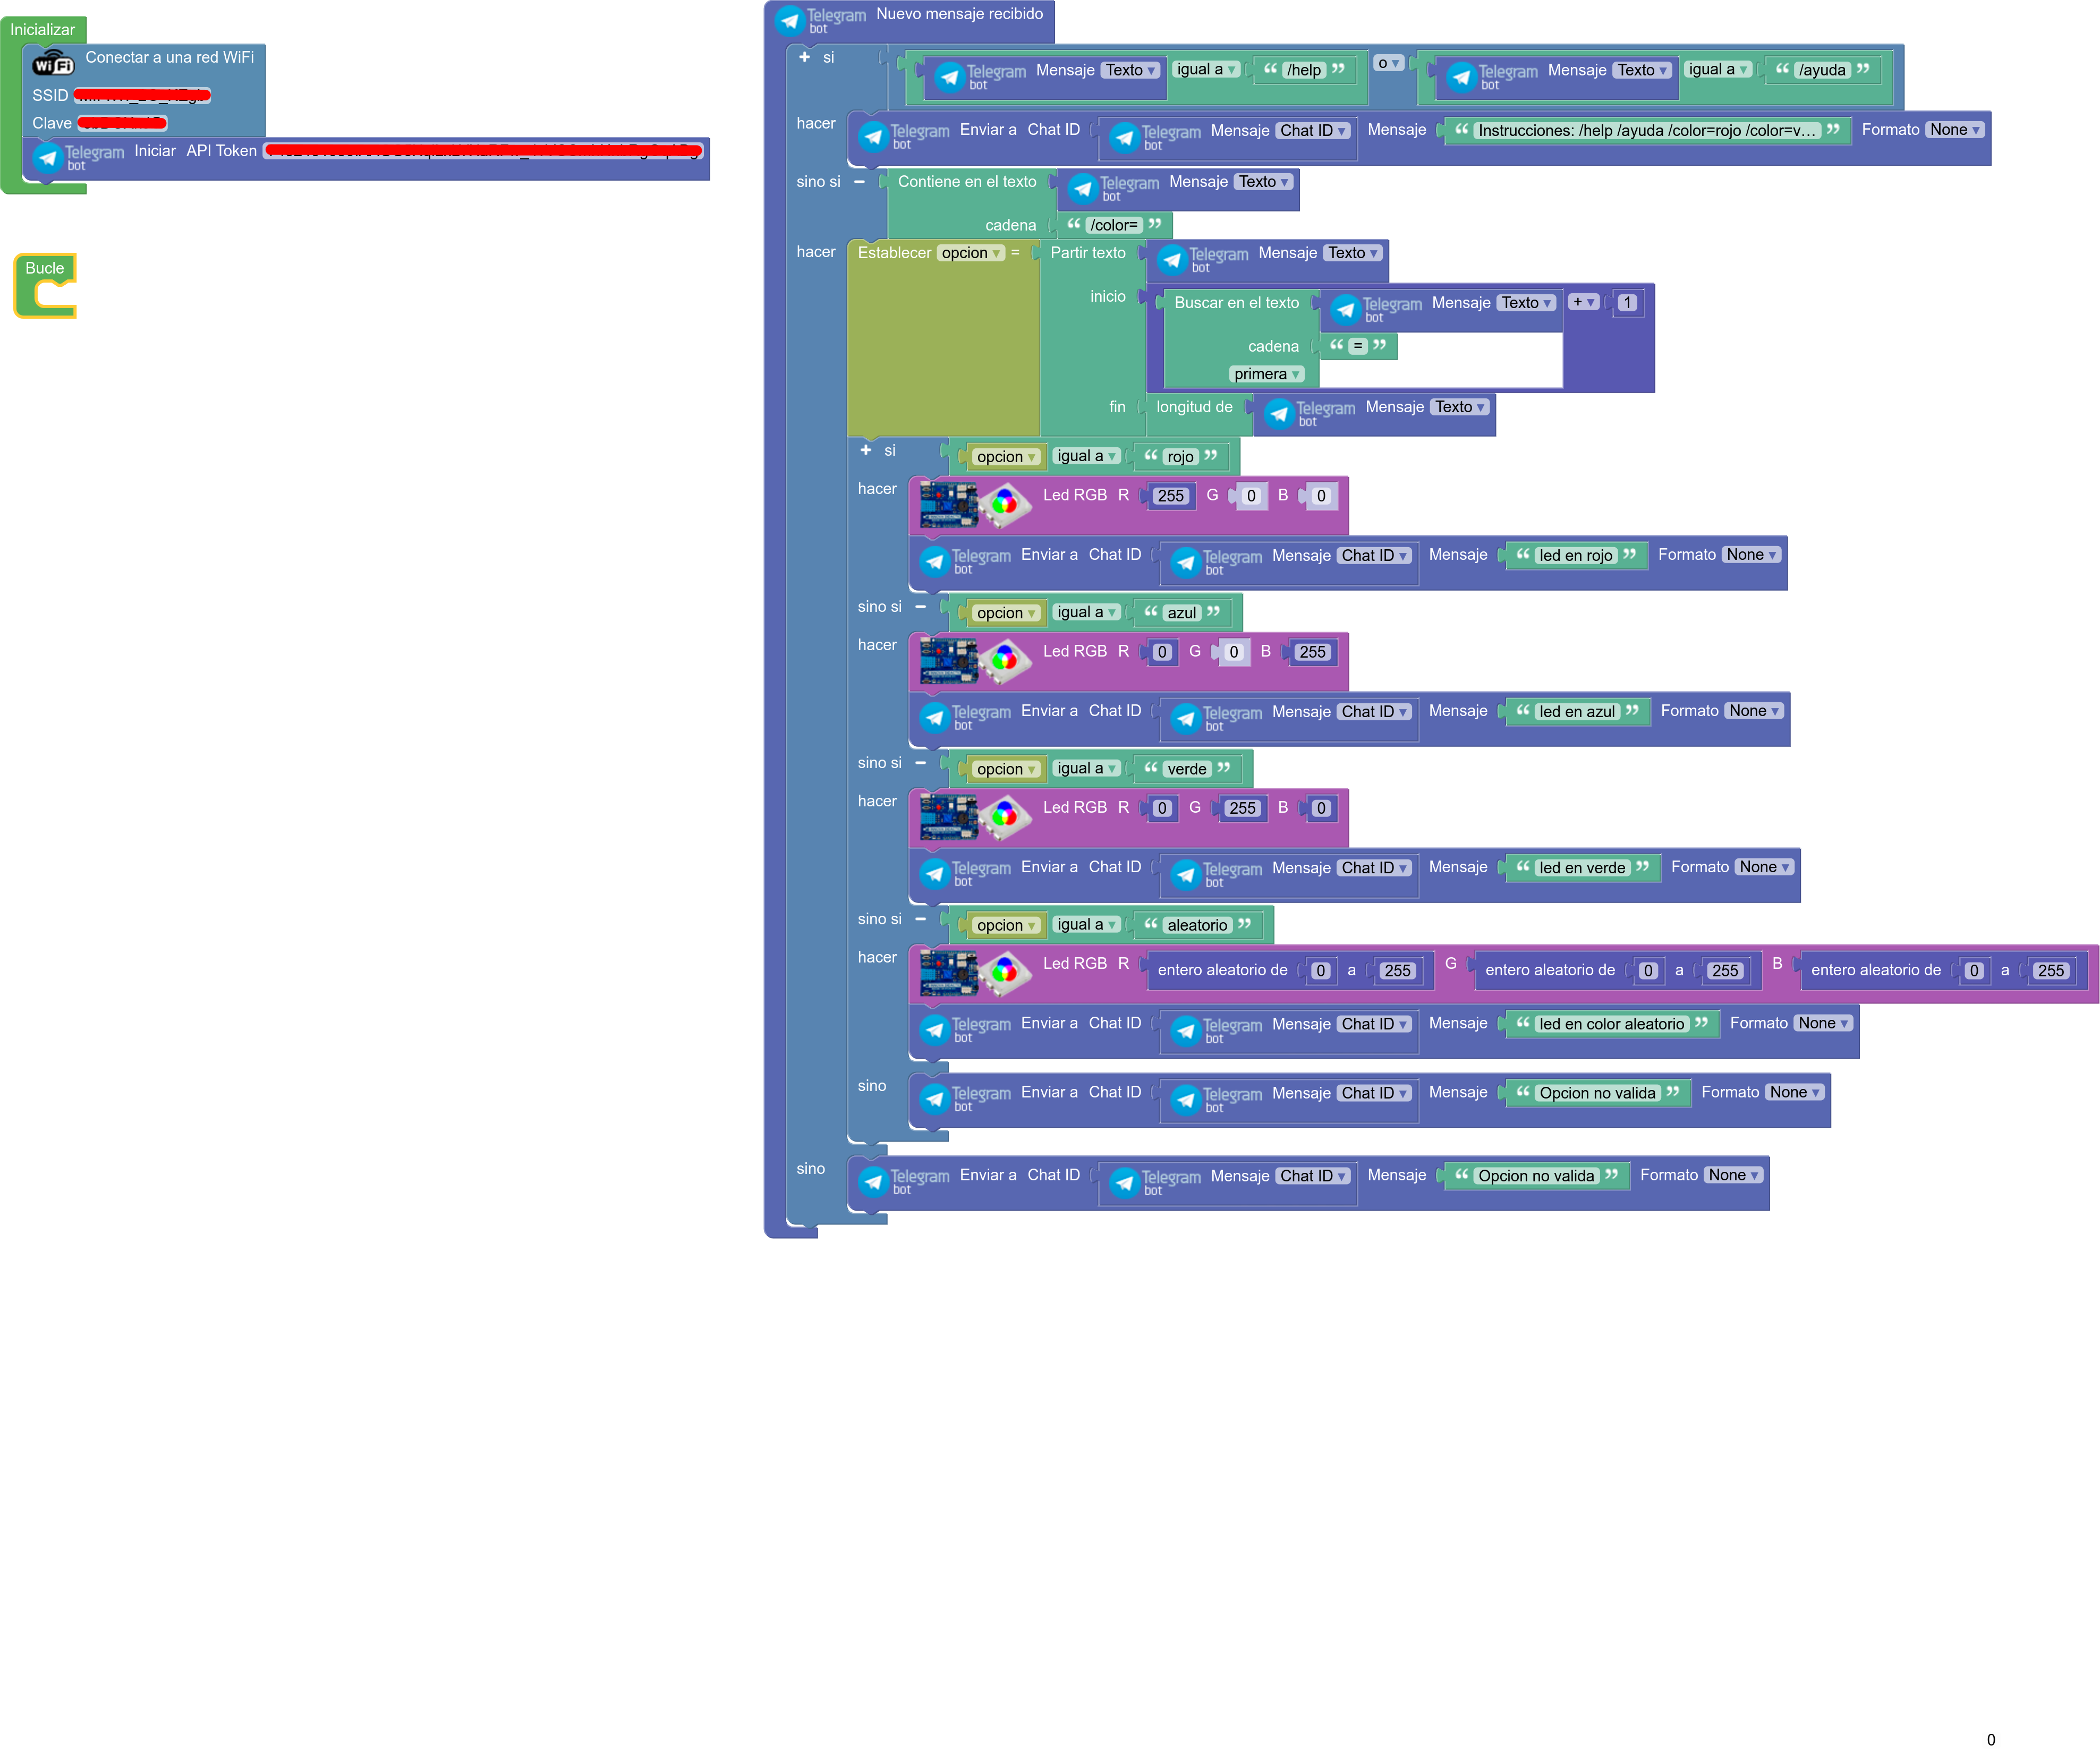 Inicializar
WiFi Conectar a una red WiFi
SSID
Clave
Telegram bot Iniciar API Token
Bucle
Telegram bot Nuevo mensaje recibido
si Telegram bot Mensaje Texto igual a “ /help ” o Telegram bot Mensaje Texto igual a “ /ayuda ”
hacer Telegram bot Enviar a Chat ID Telegram bot Mensaje Chat ID Mensaje “ Instrucciones: /help /ayuda /color=rojo /color=v... ” Formato None
sino si Contiene en el texto Telegram bot Mensaje Texto
cadena “ /color= ”
hacer Establecer opcion = Partir texto Telegram bot Mensaje Texto
inicio Buscar en el texto Telegram bot Mensaje Texto + 1
cadena “ = ”
primera
fin longitud de Telegram bot Mensaje Texto
si opcion igual a “ rojo ”
hacer Led RGB R 255 G 0 B 0
Telegram bot Enviar a Chat ID Telegram bot Mensaje Chat ID Mensaje “ led en rojo ” Formato None
sino si opcion igual a “ azul ”
hacer Led RGB R 0 G 0 B 255
Telegram bot Enviar a Chat ID Telegram bot Mensaje Chat ID Mensaje “ led en azul ” Formato None
sino si opcion igual a “ verde ”
hacer Led RGB R 0 G 255 B 0
Telegram bot Enviar a Chat ID Telegram bot Mensaje Chat ID Mensaje “ led en verde ” Formato None
sino si opcion igual a “ aleatorio ”
hacer Led RGB R entero aleatorio de 0 a 255 G entero aleatorio de 0 a 255 B entero aleatorio de 0 a 255
Telegram bot Enviar a Chat ID Telegram bot Mensaje Chat ID Mensaje “ led en color aleatorio ” Formato None
sino Telegram bot Enviar a Chat ID Telegram bot Mensaje Chat ID Mensaje “ Opcion no valida ” Formato None
sino Telegram bot Enviar a Chat ID Telegram bot Mensaje Chat ID Mensaje “ Opcion no valida ” Formato None
0